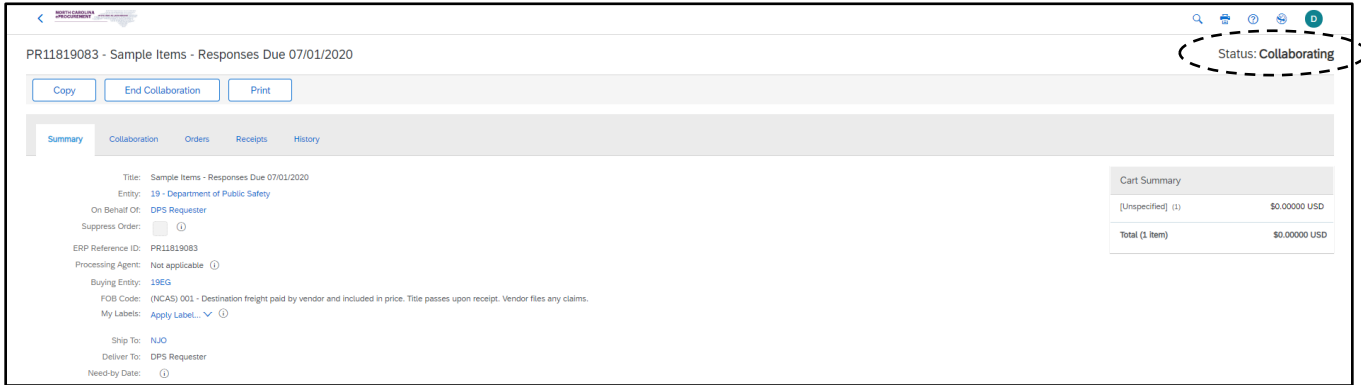 NORTH CAROLINA
ePROCUREMENT
D
PR11819083 - Sample Items - Responses Due 07/01/2020
Status: Collaborating
Copy End Collaboration Print
Summary Collaboration Orders Receipts History
Title: Sample Items - Responses Due 07/01/2020
Entity: 19 - Department of Public Safety
On Behalf Of: DPS Requester
Suppress Order:
ERP Reference ID: PR11819083
Processing Agent: Not applicable
Buying Entity: 19EG
FOB Code: (NCAS) 001 - Destination freight paid by vendor and included in price. Title passes upon receipt. Vendor files any claims.
My Labels: Apply Label...
Ship To: NJO
Deliver To: DPS Requester
Need-by Date:
Cart Summary
[Unspecified] (1) $0.00000 USD
Total (1 item) $0.00000 USD